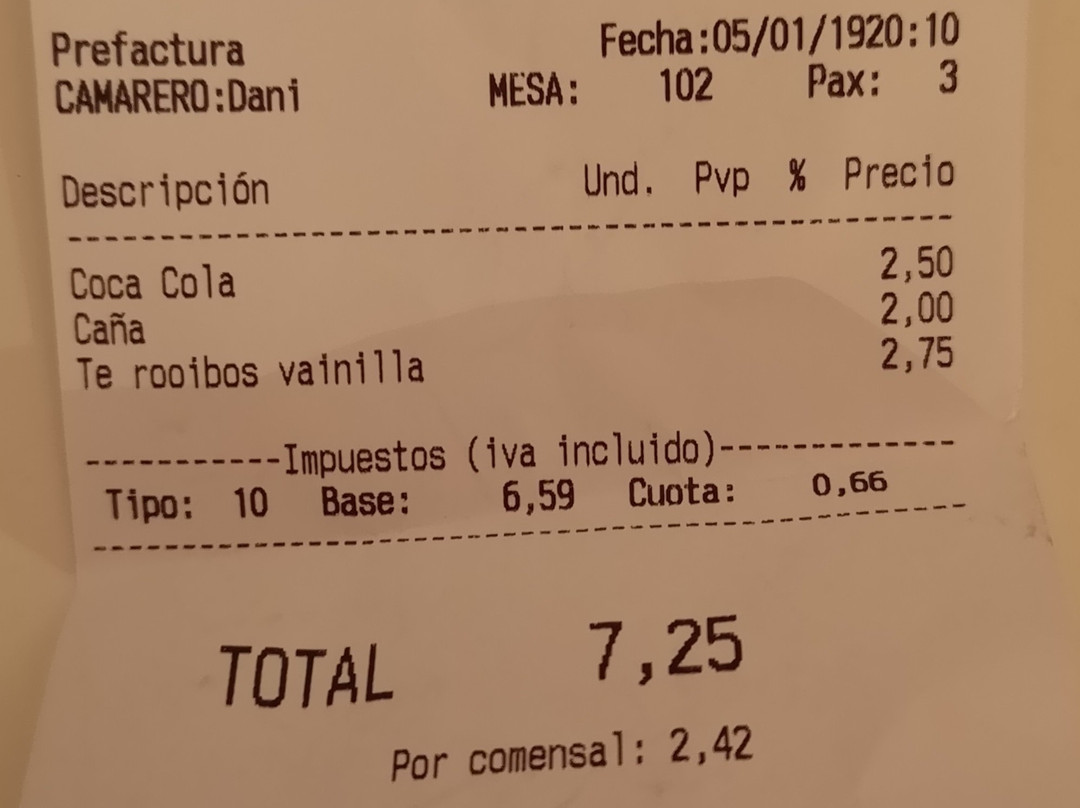 Prefactura Fecha:05/01/1920:10
CAMARERO:Dani MESA: 102 Pax: 3
Descripción Und. Pvp % Precio
Coca Cola 2,50
Caña 2,00
Te rooibos vainilla 2,75
-----------Impuestos (iva incluido)-------------
Tipo: 10 Base: 6,59 Cuota: 0,66
TOTAL 7,25
Por comensal: 2,42